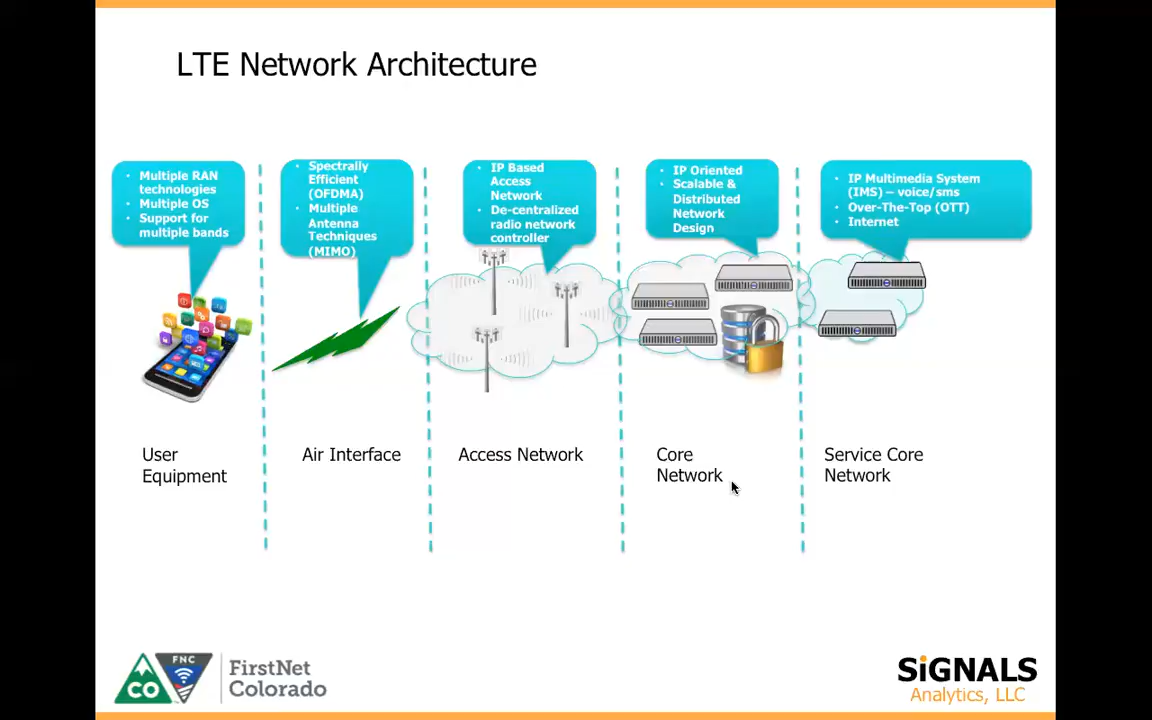 LTE Network Architecture
• Multiple RAN
technologies
• Multiple OS
• Support for
multiple bands
• Spectrally
Efficient
(OFDMA)
• Multiple
Antenna
Techniques
(MIMO)
• IP Based
Access
Network
• De-centralized
radio network
controller
• IP Oriented
• Scalable &
Distributed
Network
Design
• IP Multimedia System
(IMS) – voice/sms
• Over-The-Top (OTT)
• Internet
User
Equipment
Air Interface
Access Network
Core
Network
Service Core
Network
CO
FNC
FirstNet
Colorado
SiGNALS
Analytics, LLC